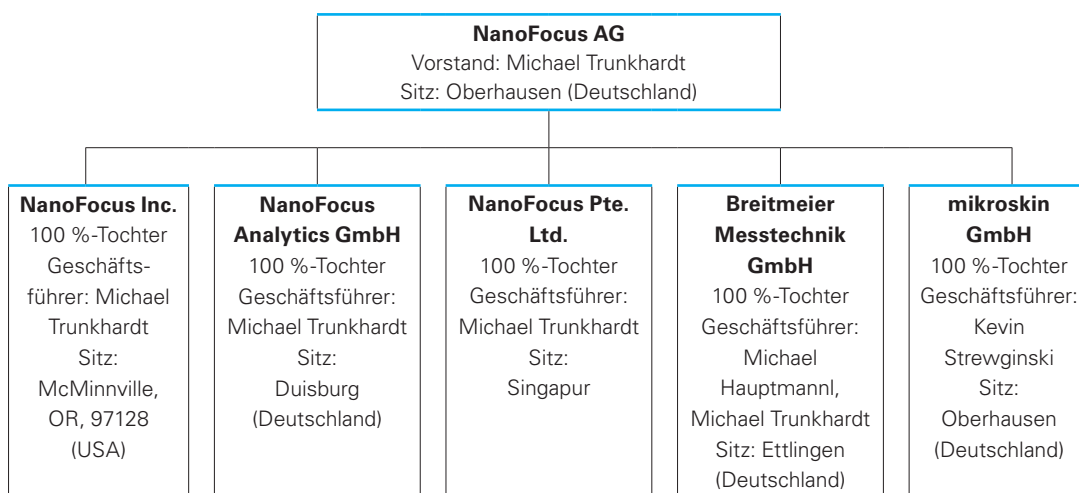 NanoFocus AG
Vorstand: Michael Trunkhardt
Sitz: Oberhausen (Deutschland)
NanoFocus Inc.
100 %-Tochter
Geschäfts-
führer: Michael
Trunkhardt
Sitz:
McMinnville,
OR, 97128
(USA)
NanoFocus
Analytics GmbH
100 %-Tochter
Geschäftsführer:
Michael Trunkhardt
Sitz:
Duisburg
(Deutschland)
NanoFocus Pte.
Ltd.
100 %-Tochter
Geschäftsführer:
Michael Trunkhardt
Sitz:
Singapur
Breitmeier
Messtechnik
GmbH
100 %-Tochter
Geschäftsführer:
Michael
Hauptmannl,
Michael Trunkhardt
Sitz: Ettlingen
(Deutschland)
mikroskin
GmbH
100 %-Tochter
Geschäftsführer:
Kevin
Strewginski
Sitz:
Oberhausen
(Deutschland)